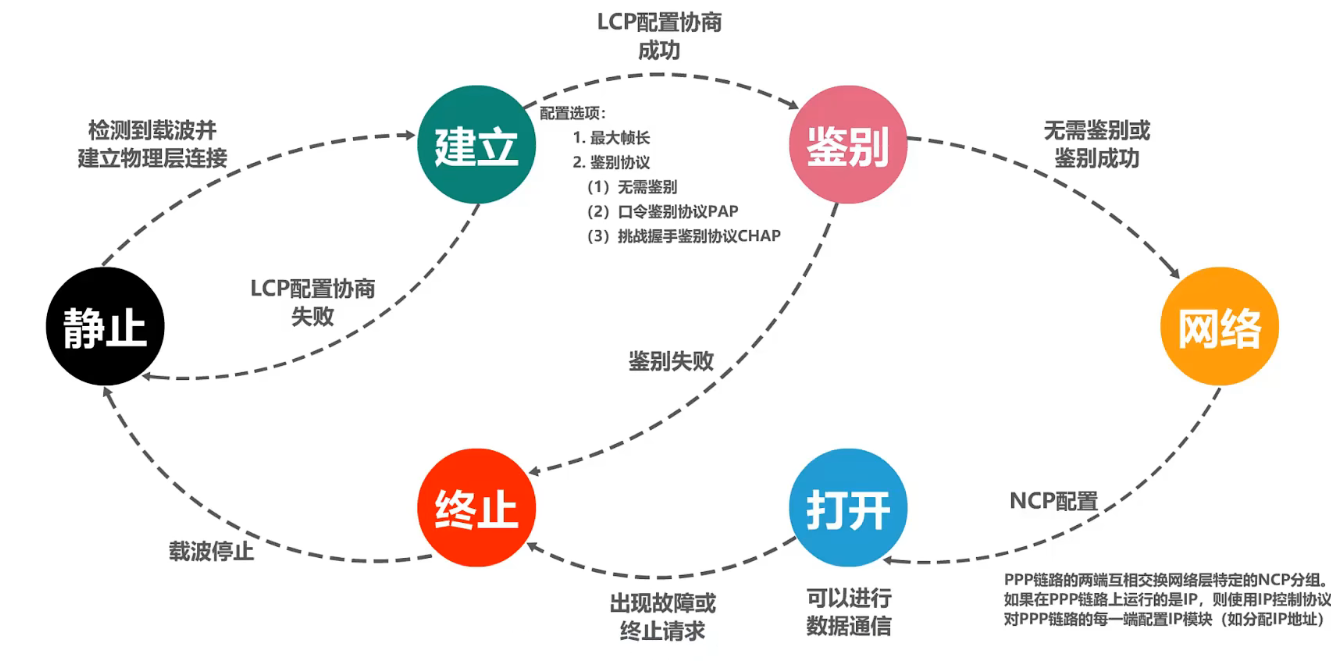 LCP配置协商
成功
检测到载波并
建立物理层连接
建立
配置选项：
1. 最大帧长
2. 鉴别协议
（1）无需鉴别
（2）口令鉴别协议PAP
（3）挑战握手鉴别协议CHAP
鉴别
无需鉴别或
鉴别成功
静止
LCP配置协商
失败
鉴别失败
网络
终止
打开
NCP配置
载波停止
出现故障或
终止请求
可以进行
数据通信
PPP链路的两端互相交换网络层特定的NCP分组。
如果在PPP链路上运行的是IP，则使用IP控制协议
对PPP链路的每一端配置IP模块（如分配IP地址）